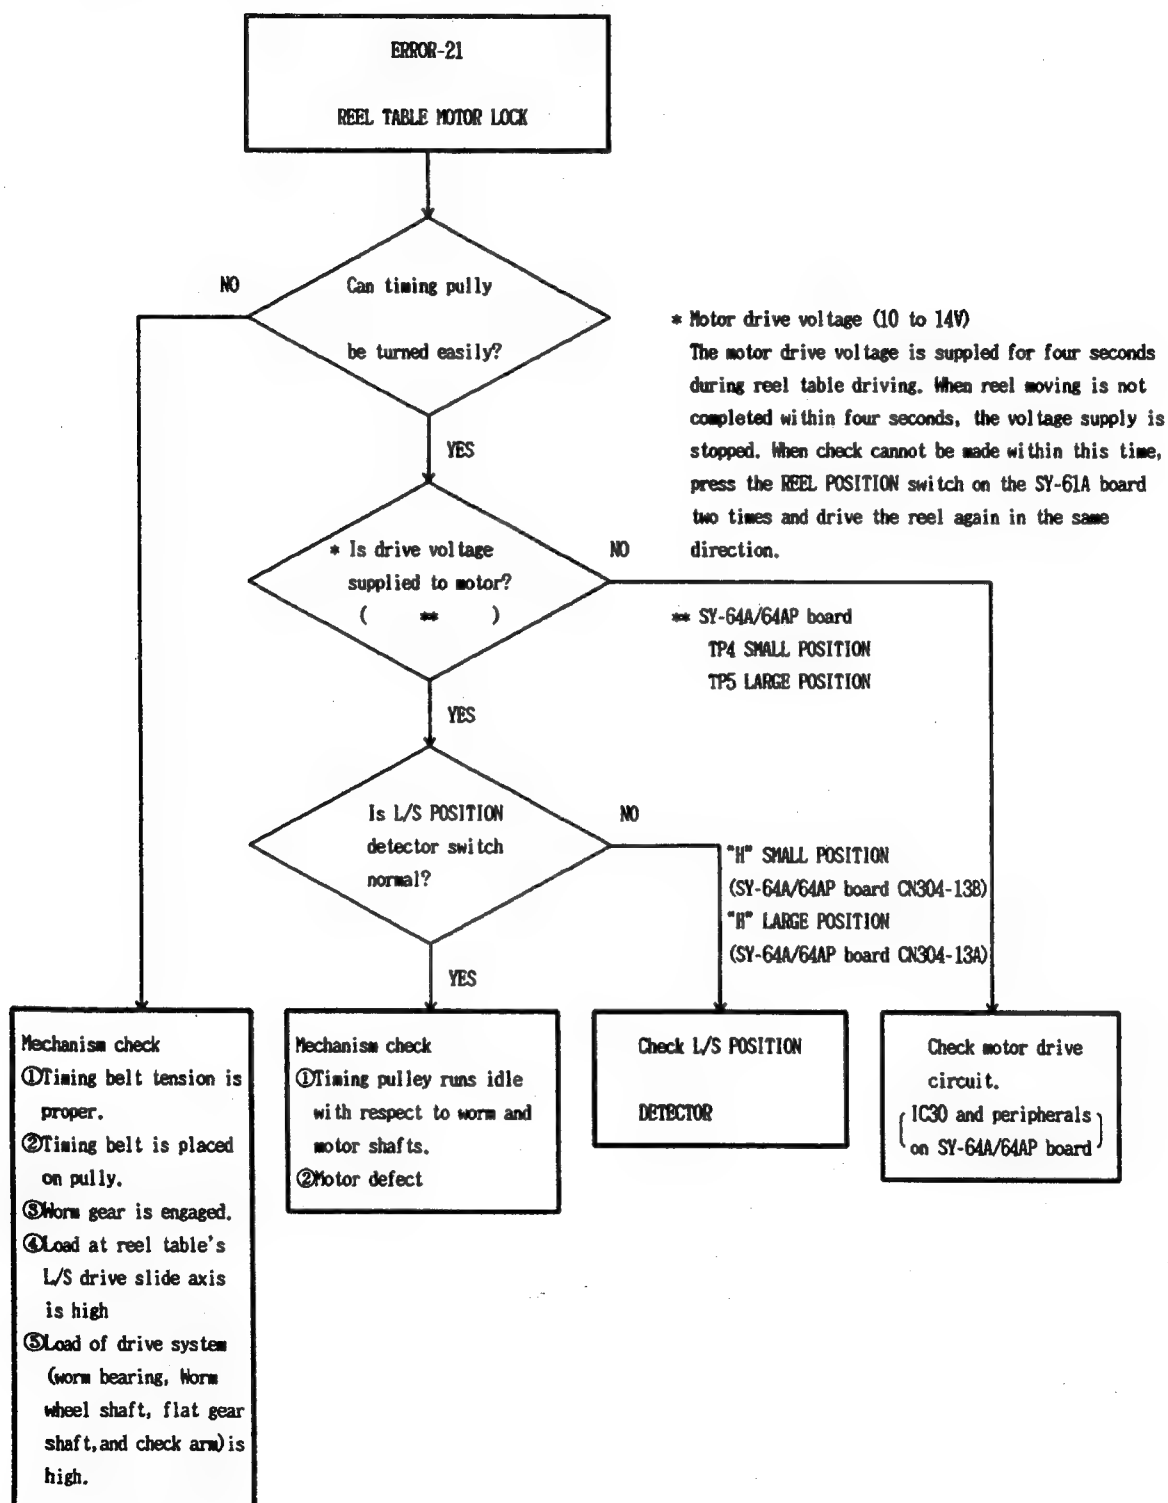 ERROR-21
REEL TABLE MOTOR LOCK
Can timing pully
be turned easily?
NO
YES
* Motor drive voltage (10 to 14V)
The motor drive voltage is suppled for four seconds
during reel table driving. When reel moving is not
completed within four seconds, the voltage supply is
stopped. When check cannot be made within this time,
press the REEL POSITION switch on the SY-61A board
two times and drive the reel again in the same
direction.
* Is drive voltage
supplied to motor?
( ** )
NO
YES
** SY-64A/64AP board
TP4 SMALL POSITION
TP5 LARGE POSITION
Is L/S POSITION
detector switch
normal?
NO
YES
"H" SMALL POSITION
(SY-64A/64AP board CN304-13B)
"H" LARGE POSITION
(SY-64A/64AP board CN304-13A)
Mechanism check
①Timing belt tension is
proper.
②Timing belt is placed
on pully.
③Worm gear is engaged.
④Load at reel table's
L/S drive slide axis
is high
⑤Load of drive system
(worm bearing, Worm
wheel shaft, flat gear
shaft,and check arm)is
high.
Mechanism check
①Timing pulley runs idle
with respect to worm and
motor shafts.
②Motor defect
Check L/S POSITION
DETECTOR
Check motor drive
circuit.
(IC30 and peripherals
on SY-64A/64AP board)